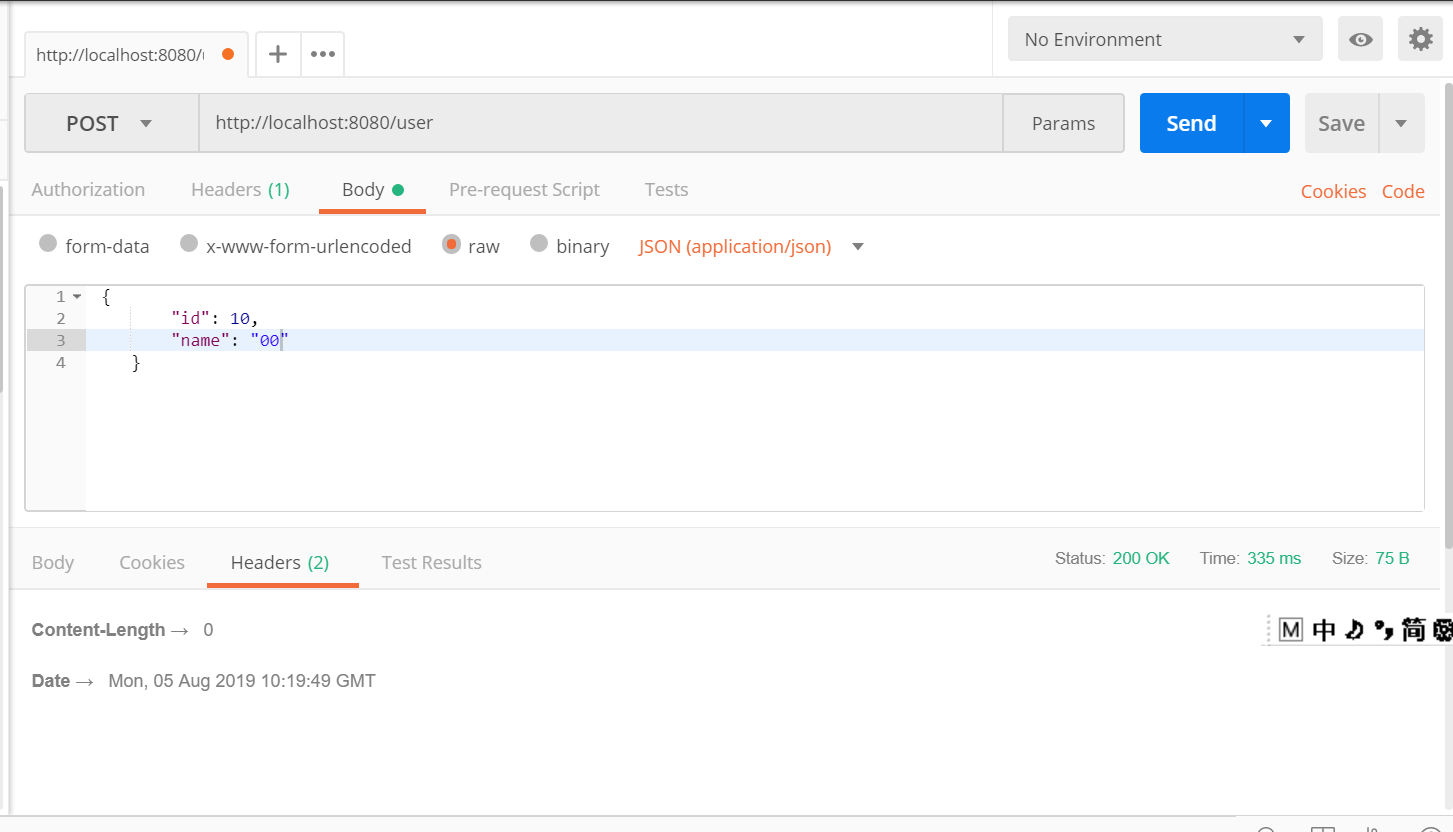 http://localhost:8080/
No Environment
POST
http://localhost:8080/user
Params
Send
Save
Authorization
Headers (1)
Body
Pre-request Script
Tests
Cookies
Code
form-data
x-www-form-urlencoded
raw
binary
JSON (application/json)
1 {
2 "id": 10,
3 "name": "00"
4 }
Body
Cookies
Headers (2)
Test Results
Status: 200 OK
Time: 335 ms
Size: 75 B
Content-Length → 0
M 中 简
Date → Mon, 05 Aug 2019 10:19:49 GMT